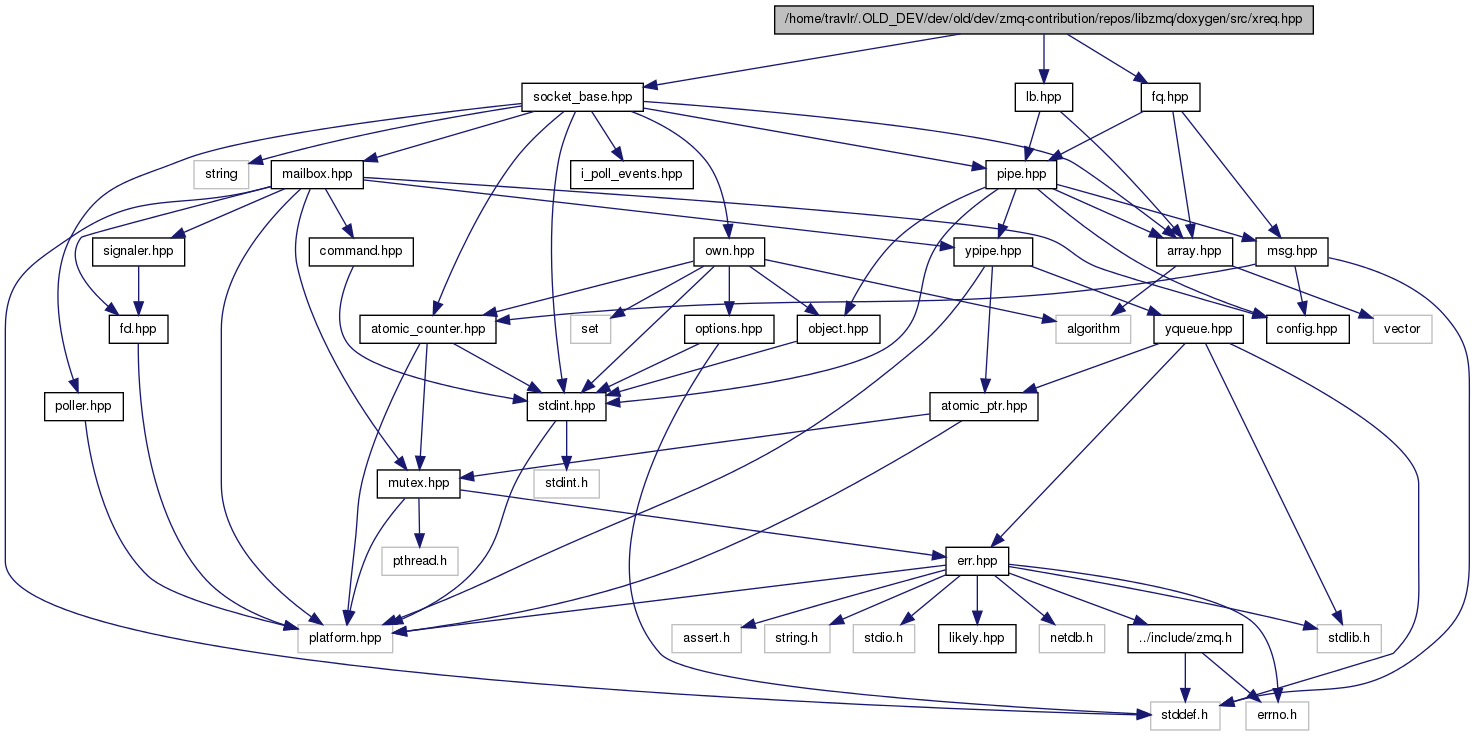 /home/travlr/.OLD_DEV/dev/old/dev/zmq-contribution/repos/libzmq/doxygen/src/xreq.hpp
socket_base.hpp
lb.hpp
fq.hpp
string
mailbox.hpp
i_poll_events.hpp
pipe.hpp
signaler.hpp
command.hpp
own.hpp
ypipe.hpp
array.hpp
msg.hpp
fd.hpp
atomic_counter.hpp
set
options.hpp
object.hpp
algorithm
yqueue.hpp
config.hpp
vector
poller.hpp
stdint.hpp
atomic_ptr.hpp
mutex.hpp
stdint.h
pthread.h
err.hpp
platform.hpp
assert.h
string.h
stdio.h
likely.hpp
netdb.h
../include/zmq.h
stdlib.h
stddef.h
errno.h